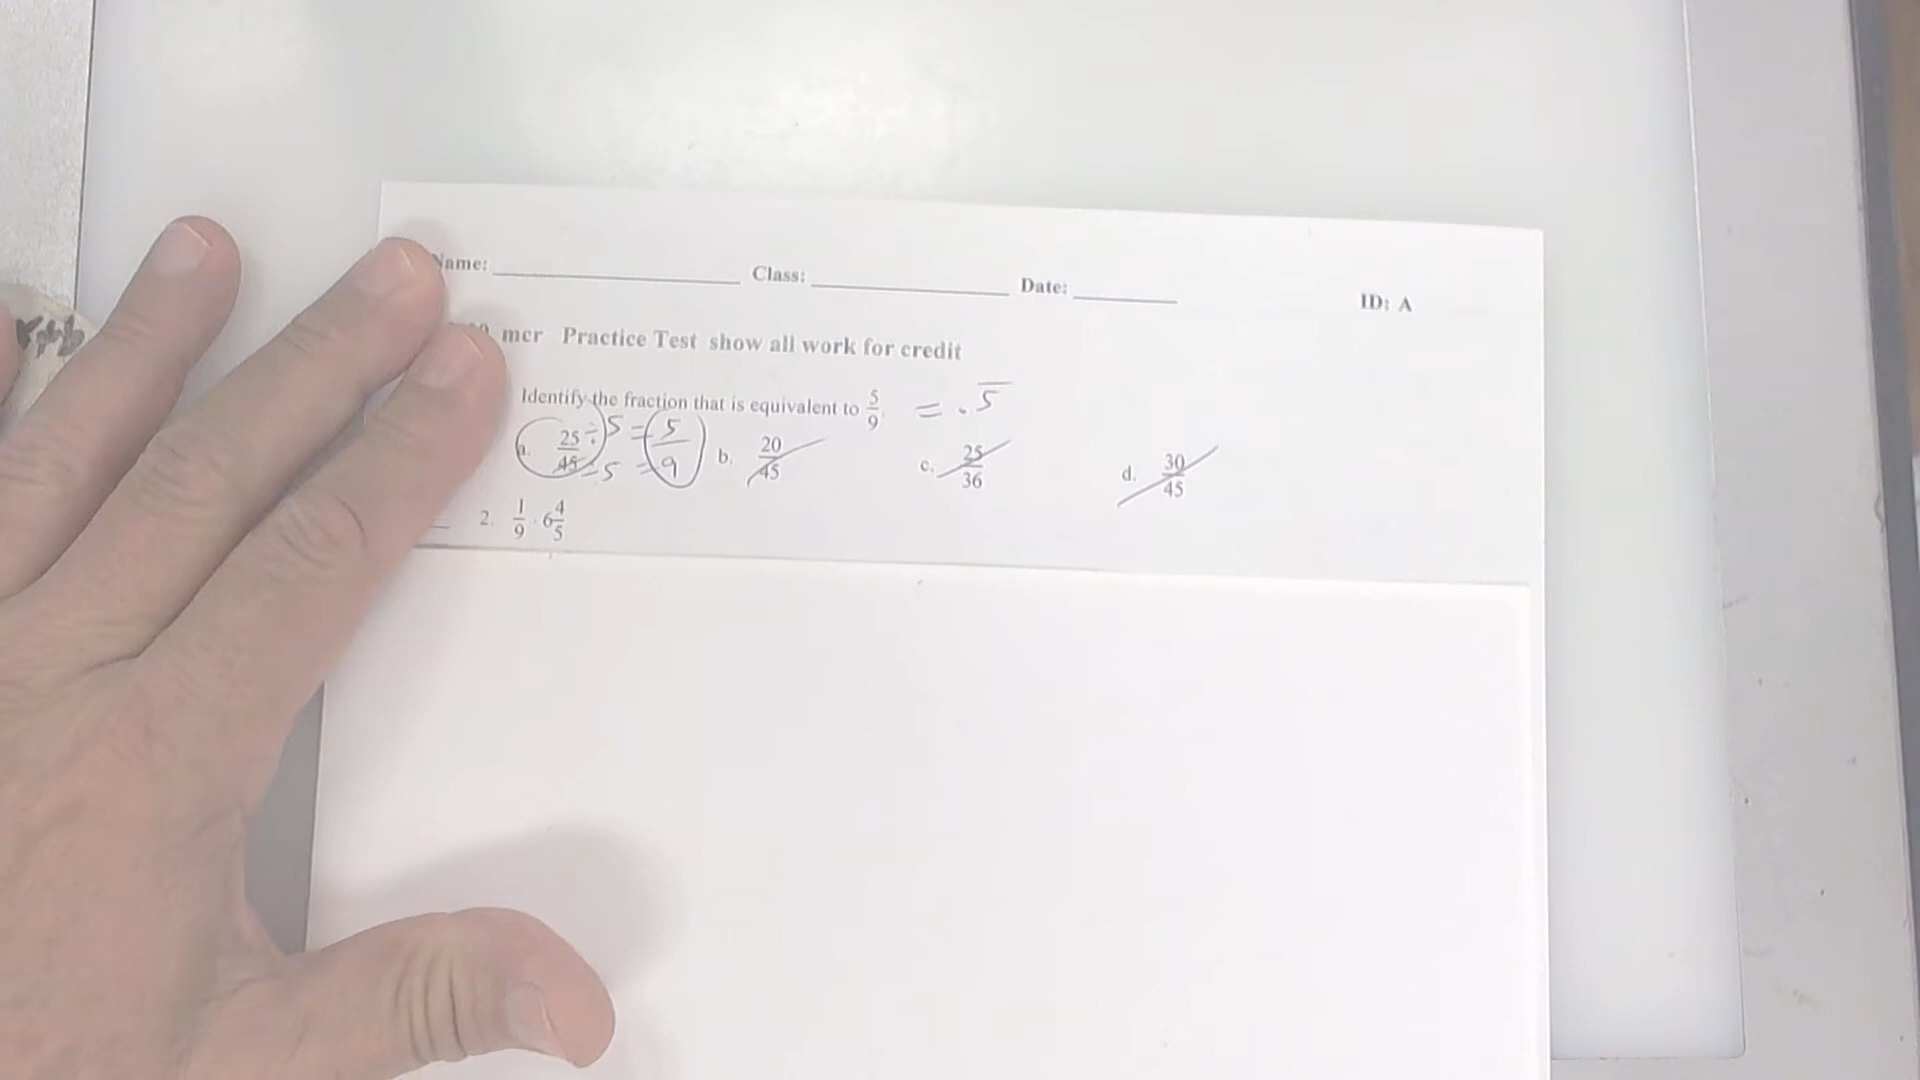 Name: Class: Date: ID: A
mcr Practice Test show all work for credit
Identify the fraction that is equivalent to 5/9. = .5̅
a. 25/45 ÷5/÷5 = 5/9 b. 20/45 c. 25/36 d. 30/45
2. 1/9 · 6 4/5